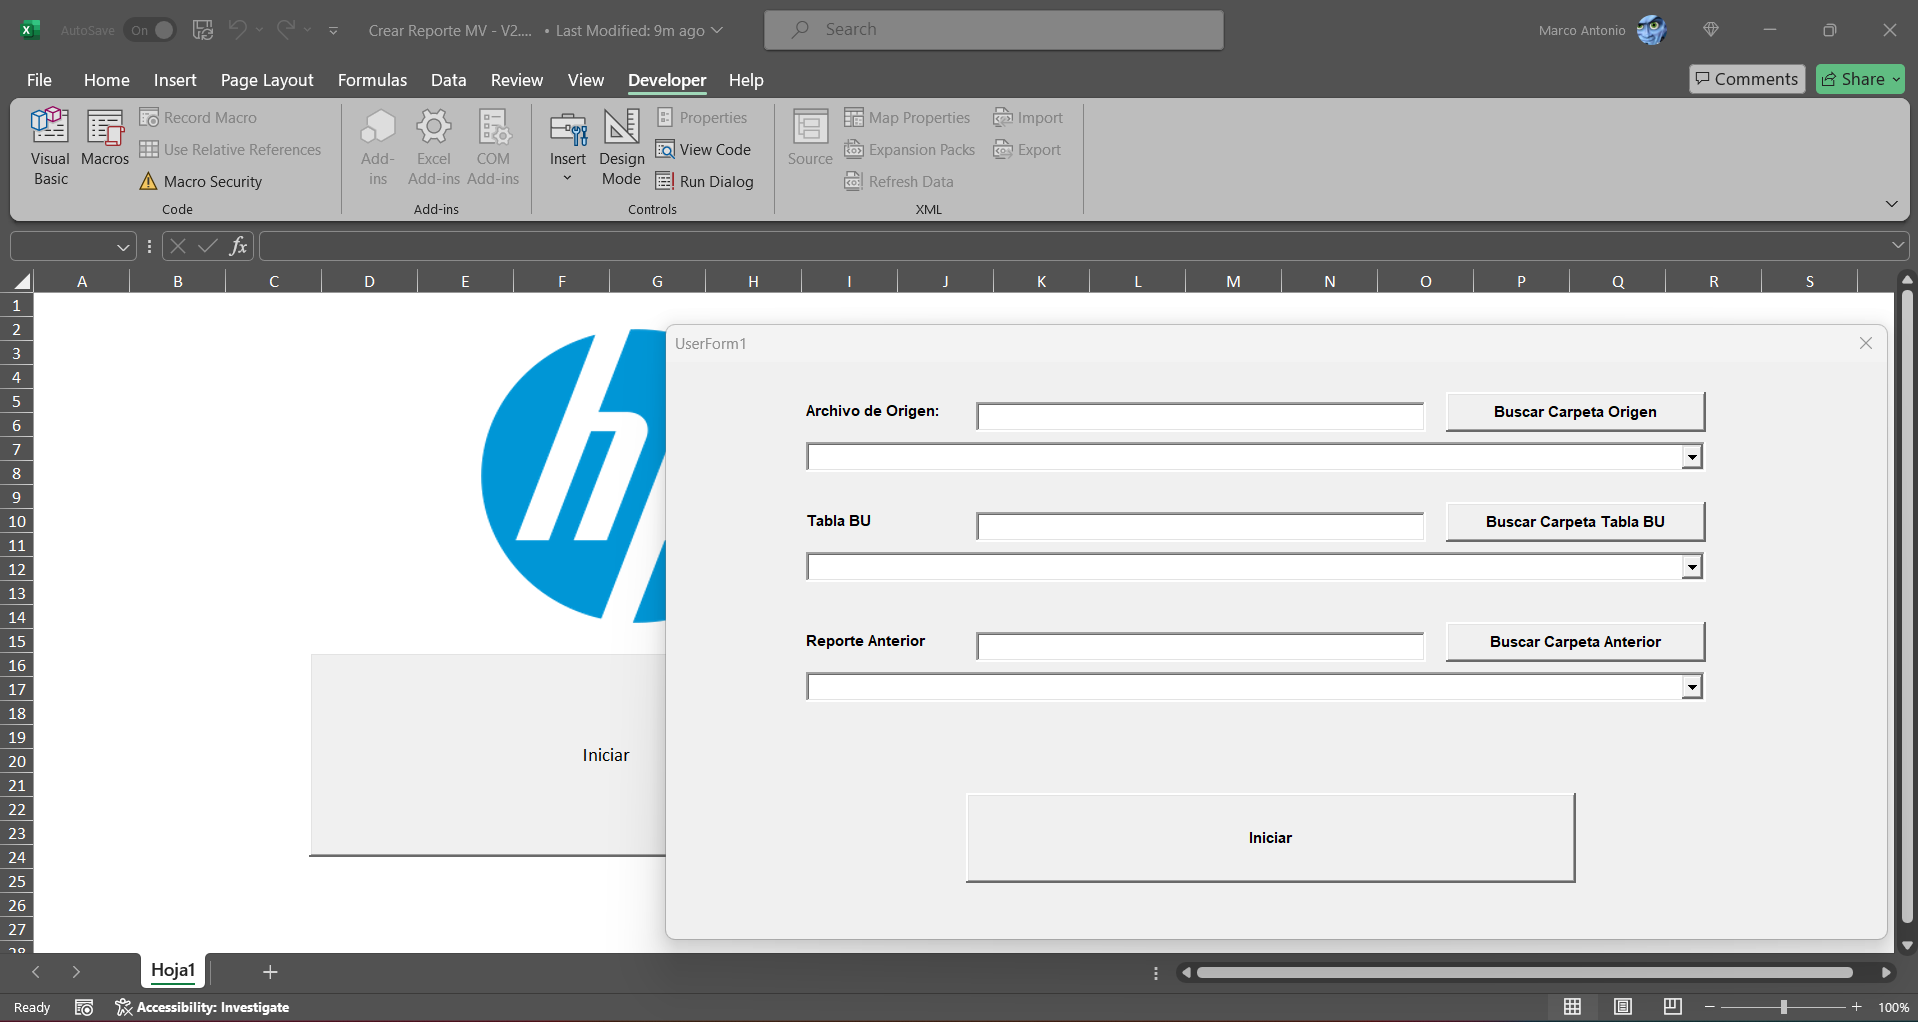 AutoSave On Crear Reporte MV - V2.... • Last Modified: 9m ago Search Marco Antonio
File Home Insert Page Layout Formulas Data Review View Developer Help Comments Share
Visual Basic
Macros
Record Macro
Use Relative References
Macro Security
Code
Add-ins
Excel Add-ins
COM Add-ins
Add-ins
Insert
Design Mode
Properties
View Code
Run Dialog
Controls
Source
Map Properties
Expansion Packs
Refresh Data
Import
Export
XML
fx
A B C D E F G H I J K L M N O P Q R S
1
2
3
4
5
6
7
8
9
10
11
12
13
14
15
16
17
18
19
20
21
22
23
24
25
26
27
28
hp
Iniciar
UserForm1
Archivo de Origen: Buscar Carpeta Origen
Tabla BU Buscar Carpeta Tabla BU
Reporte Anterior Buscar Carpeta Anterior
Iniciar
Hoja1
Ready Accessibility: Investigate 100%